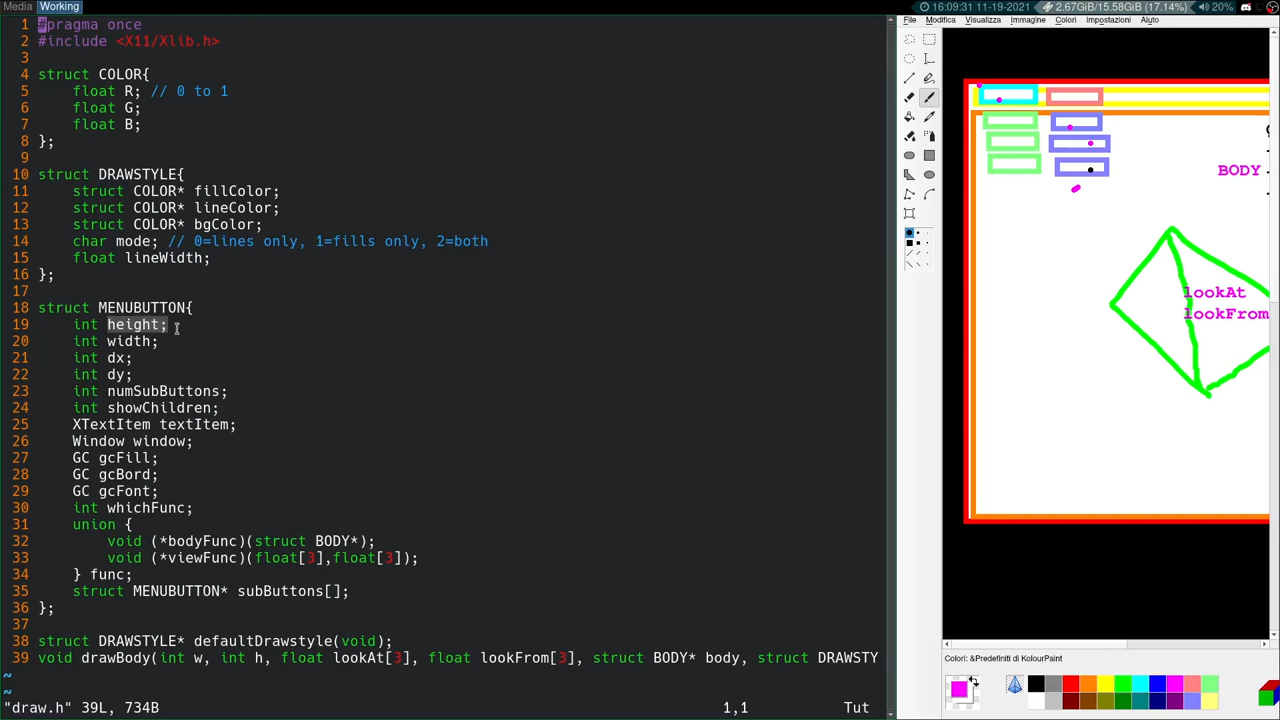 Media Working
16:09:31 11-19-2021 2.67GiB/15.58GiB (17.14%) 20%
1 #pragma once
2 #include <X11/Xlib.h>
3
4 struct COLOR{
5 float R; // 0 to 1
6 float G;
7 float B;
8 };
9
10 struct DRAWSTYLE{
11 struct COLOR* fillColor;
12 struct COLOR* lineColor;
13 struct COLOR* bgColor;
14 char mode; // 0=lines only, 1=fills only, 2=both
15 float lineWidth;
16 };
17
18 struct MENUBUTTON{
19 int height;
20 int width;
21 int dx;
22 int dy;
23 int numSubButtons;
24 int showChildren;
25 XTextItem textItem;
26 Window window;
27 GC gcFill;
28 GC gcBord;
29 GC gcFont;
30 int whichFunc;
31 union {
32 void (*bodyFunc)(struct BODY*);
33 void (*viewFunc)(float[3],float[3]);
34 } func;
35 struct MENUBUTTON* subButtons[];
36 };
37
38 struct DRAWSTYLE* defaultDrawstyle(void);
39 void drawBody(int w, int h, float lookAt[3], float lookFrom[3], struct BODY* body, struct DRAWSTY
~
~
"draw.h" 39L, 734B 1,1 Tut
File Modifica Visualizza Immagine Colori Impostazioni Aiuto
BODY
lookAt
lookFrom
Colori: &Predefiniti di KolourPaint